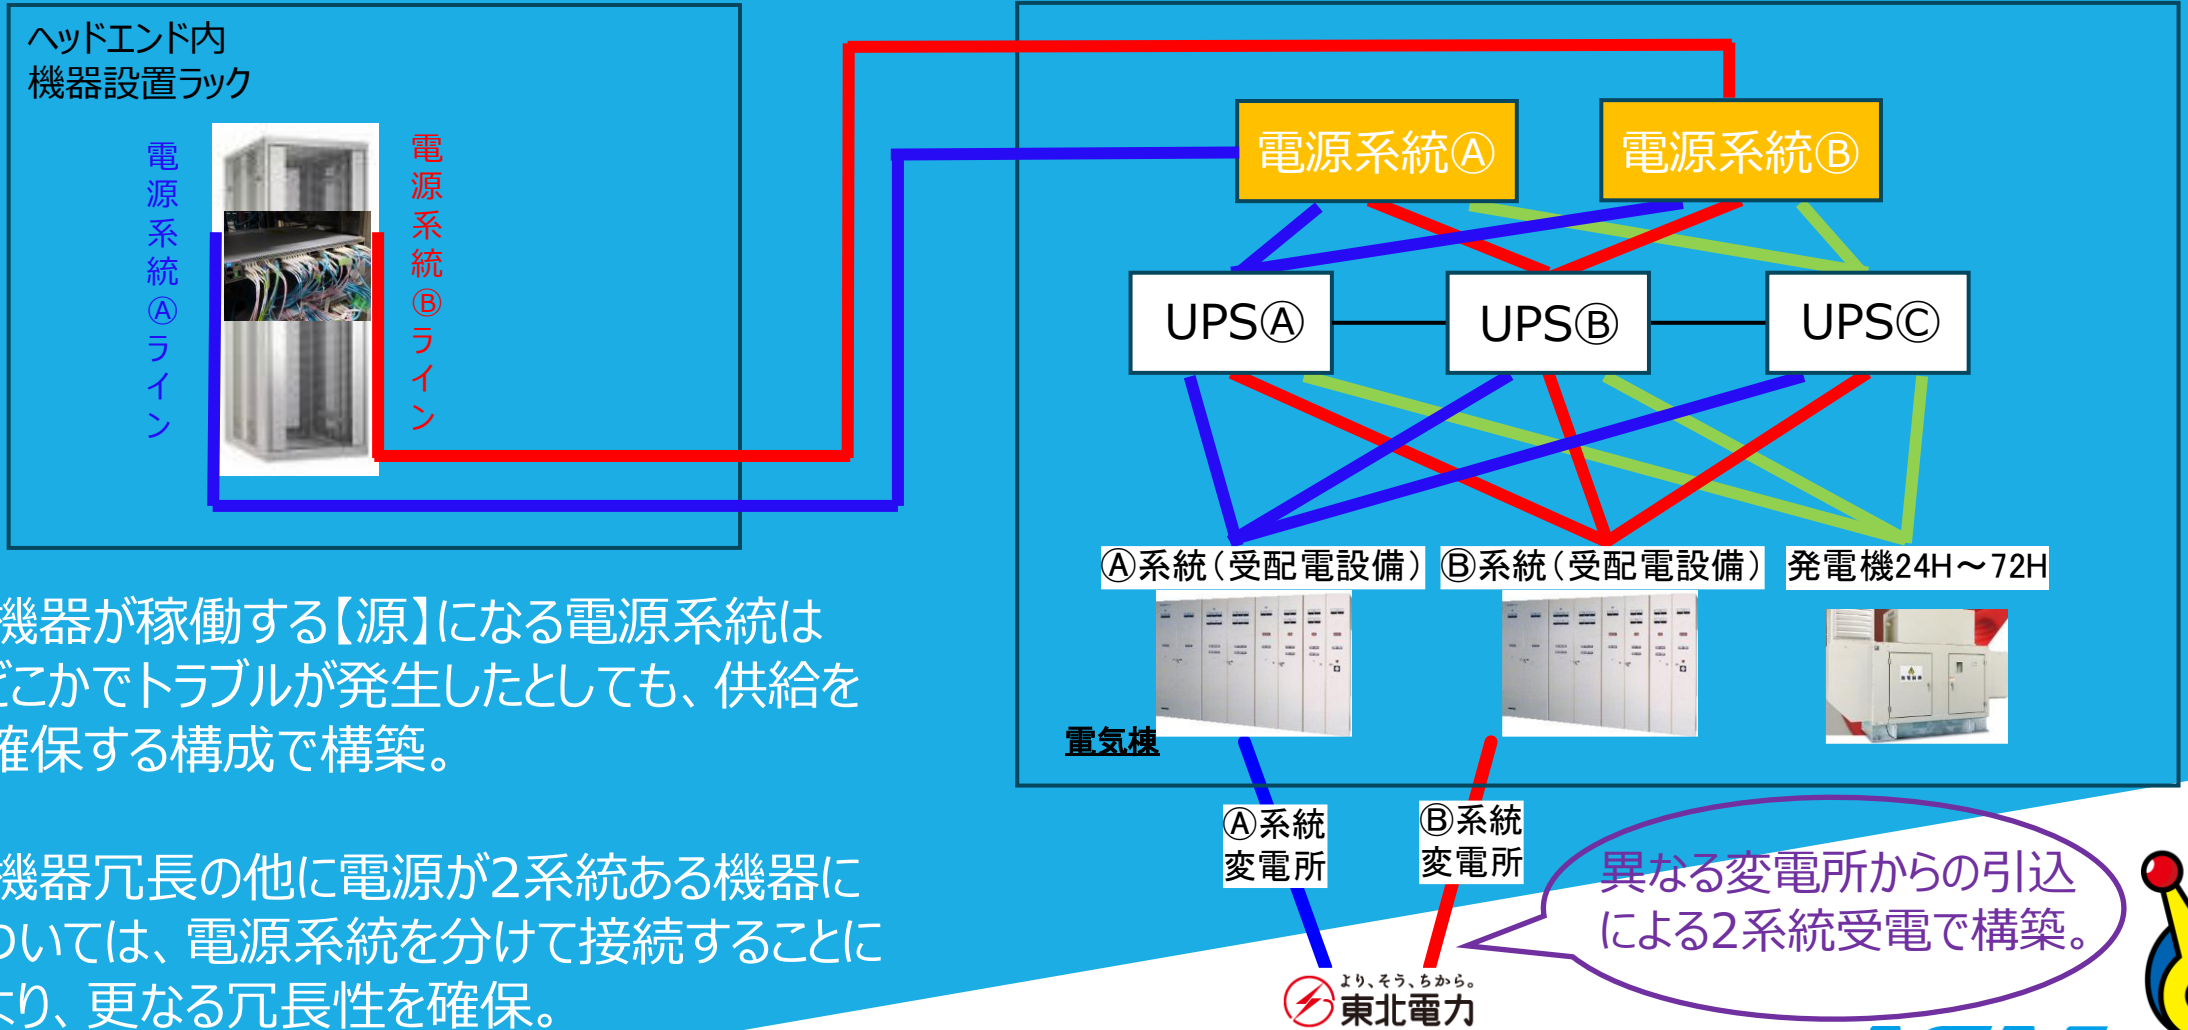 ヘッドエンド内
機器設置ラック
電源系統Ⓐライン
電源系統Ⓑライン
電源系統Ⓐ
電源系統Ⓑ
UPSⒶ
UPSⒷ
UPSⒸ
Ⓐ系統（受配電設備）
Ⓑ系統（受配電設備）
発電機24H～72H
電気棟
機器が稼働する【源】になる電源系統は
どこかでトラブルが発生したとしても、供給を
確保する構成で構築。
機器冗長の他に電源が2系統ある機器に
ついては、電源系統を分けて接続することに
より、更なる冗長性を確保。
Ⓐ系統
変電所
Ⓑ系統
変電所
異なる変電所からの引込
による2系統受電で構築。
より、そう、ちから。
東北電力